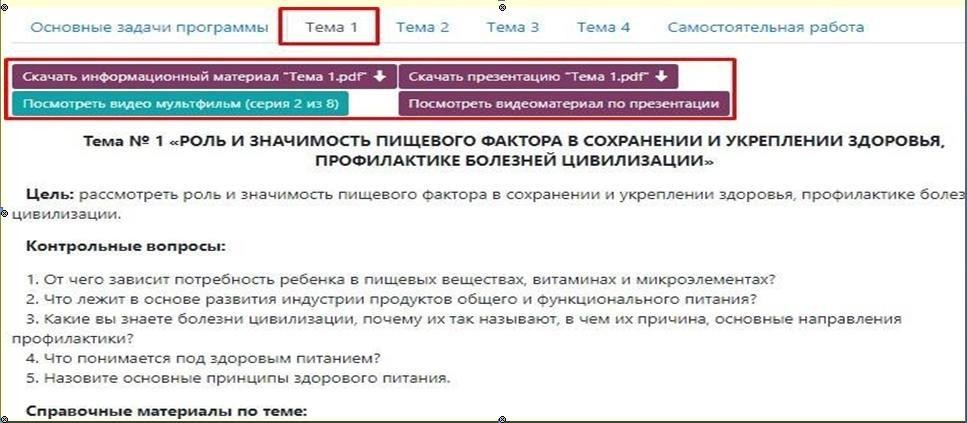 Основные задачи программы Тема 1 Тема 2 Тема 3 Тема 4 Самостоятельная работа
Скачать информационный материал "Тема 1.pdf" Скачать презентацию "Тема 1.pdf"
Посмотреть видео мультфильм (серия 2 из 8) Посмотреть видеоматериал по презентации
Тема № 1 «РОЛЬ И ЗНАЧИМОСТЬ ПИЩЕВОГО ФАКТОРА В СОХРАНЕНИИ И УКРЕПЛЕНИИ ЗДОРОВЬЯ,
ПРОФИЛАКТИКЕ БОЛЕЗНЕЙ ЦИВИЛИЗАЦИИ»
Цель: рассмотреть роль и значимость пищевого фактора в сохранении и укреплении здоровья, профилактике болез
цивилизации.
Контрольные вопросы:
1. От чего зависит потребность ребенка в пищевых веществах, витаминах и микроэлементах?
2. Что лежит в основе развития индустрии продуктов общего и функционального питания?
3. Какие вы знаете болезни цивилизации, почему их так называют, в чем их причина, основные направления
профилактики?
4. Что понимается под здоровым питанием?
5. Назовите основные принципы здорового питания.
Справочные материалы по теме: